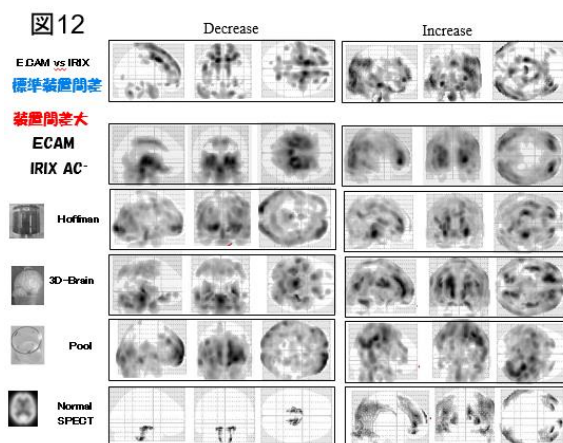 図12
Decrease
Increase
E.CAM vs IRIX
標準装置間差
装置間差大
ECAM
IRIX AC-
Hoffman
3D-Brain
Pool
Normal
SPECT